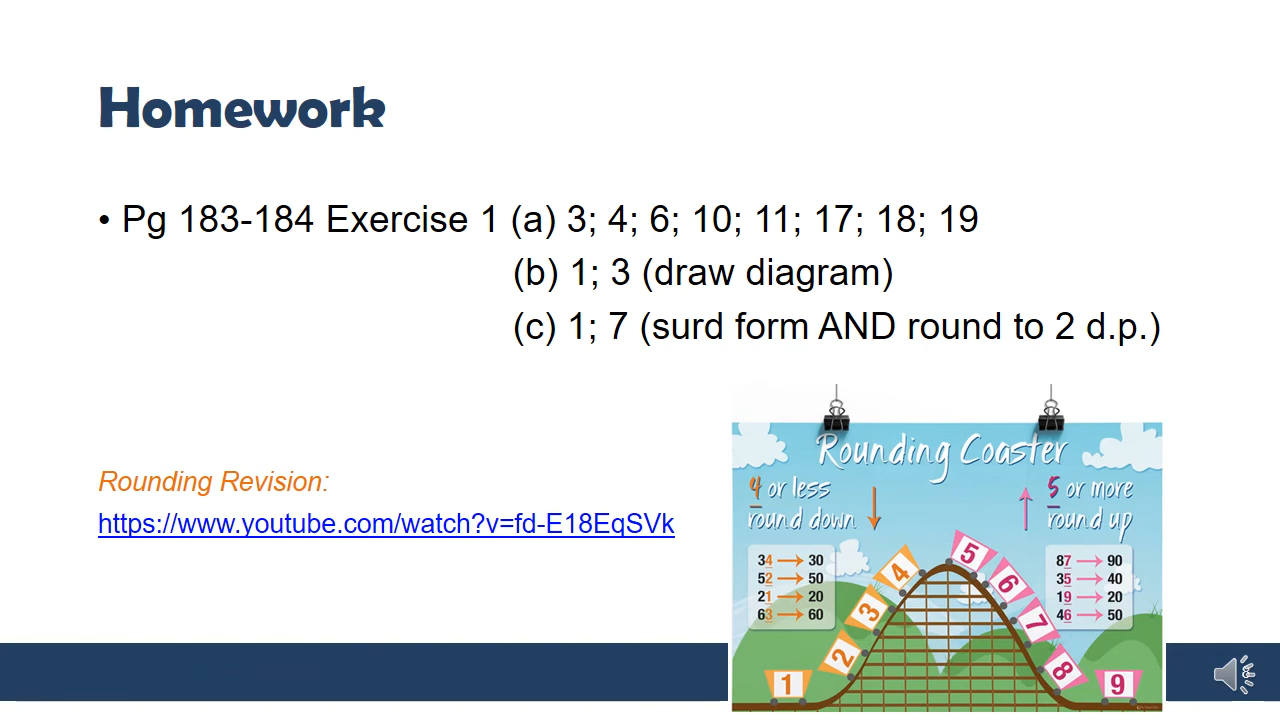 Homework
• Pg 183-184 Exercise 1 (a) 3; 4; 6; 10; 11; 17; 18; 19
(b) 1; 3 (draw diagram)
(c) 1; 7 (surd form AND round to 2 d.p.)
Rounding Revision:
https://www.youtube.com/watch?v=fd-E18EqSVk
Rounding Coaster
4 or less
round down
5 or more
round up
34 → 30
52 → 50
21 → 20
63 → 60
87 → 90
35 → 40
19 → 20
46 → 50
1
2
3
4
5
6
7
8
9